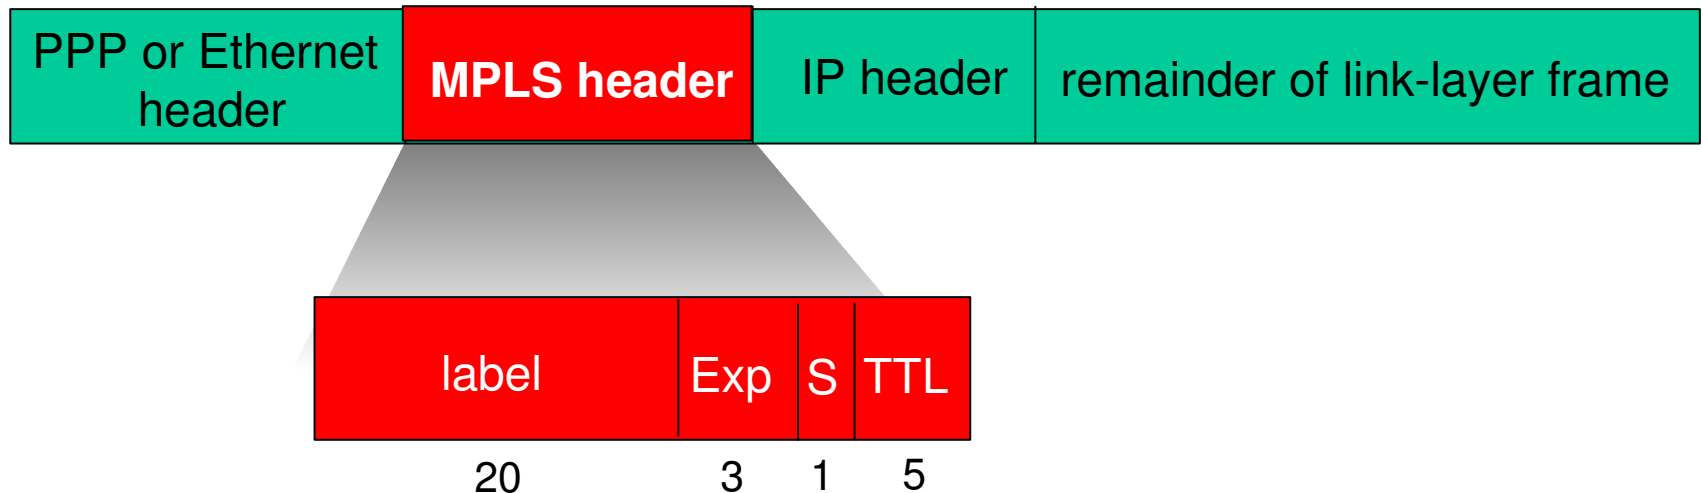 PPP or Ethernet
header
MPLS header
IP header
remainder of link-layer frame
label
Exp
S
TTL
20
3
1
5